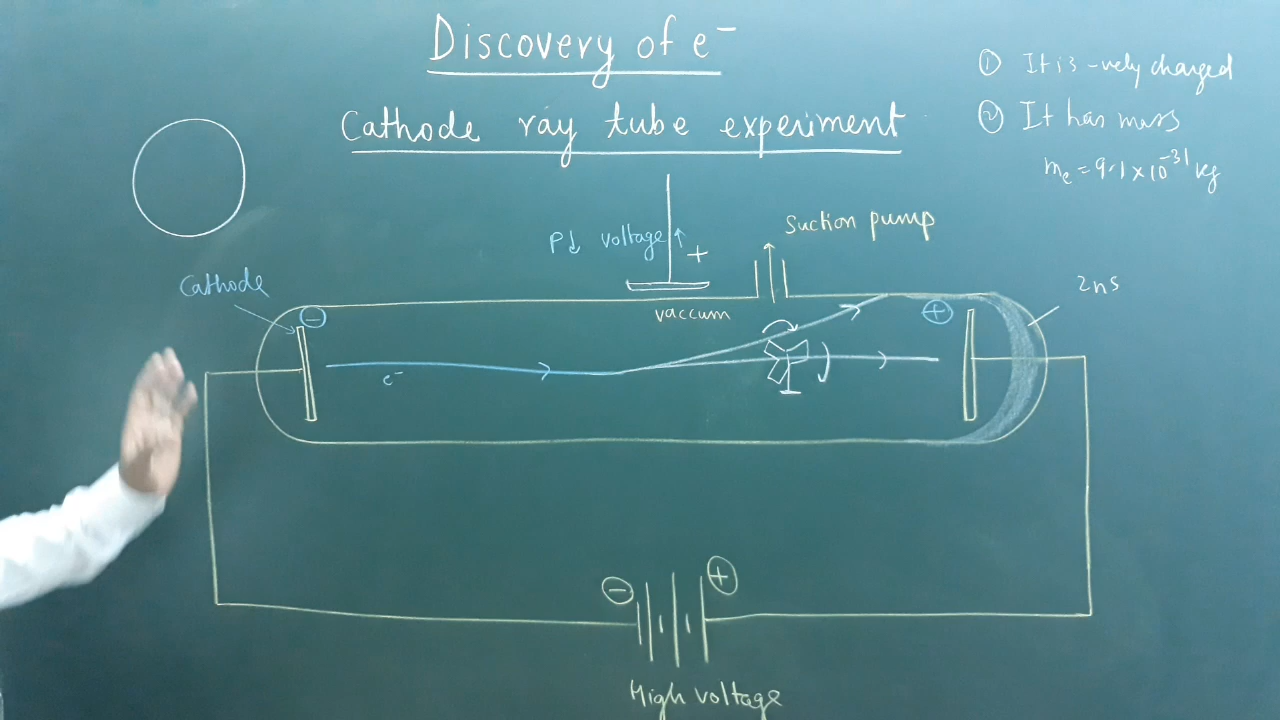 Discovery of e⁻
Cathode ray tube experiment
① It is -vely charged
② It has mass
mₑ = 9.1 × 10⁻³¹ kg
Suction pump
P↓ voltage ↑
+
Cathode
ZnS
vaccum
-
+
e⁻
-
+
High voltage